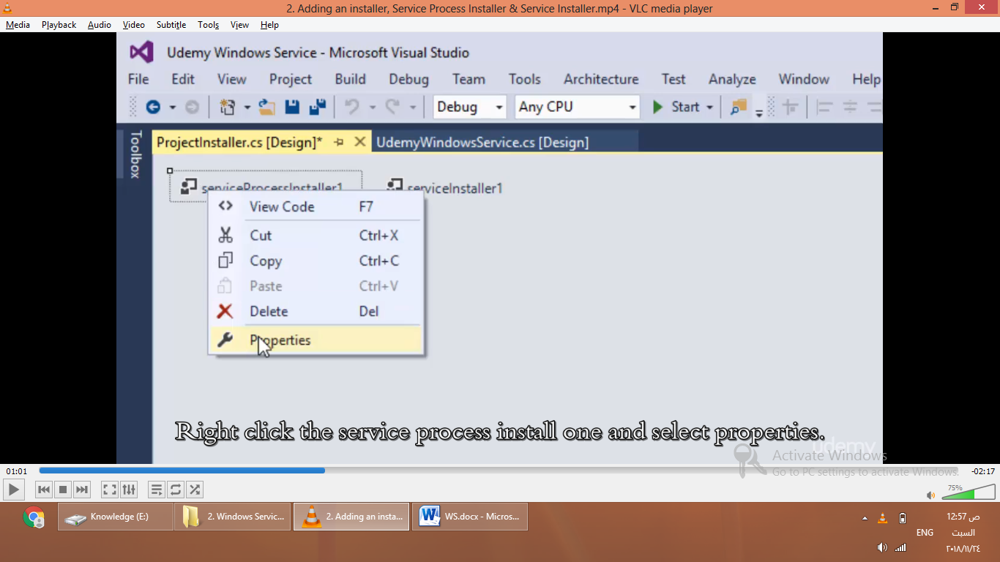 2. Adding an installer, Service Process Installer & Service Installer.mp4 - VLC media player
Media Playback Audio Video Subtitle Tools View Help
Udemy Windows Service - Microsoft Visual Studio
File Edit View Project Build Debug Team Tools Architecture Test Analyze Window Help
Debug Any CPU Start
Toolbox
ProjectInstaller.cs [Design]* UdemyWindowsService.cs [Design]
serviceProcessInstaller1 serviceInstaller1
View Code F7
Cut Ctrl+X
Copy Ctrl+C
Paste Ctrl+V
Delete Del
Properties
Right click the service process install one and select properties.
udemy
Activate Windows
Go to PC settings to activate Windows.
01:01 -02:17
75%
Knowledge (E:) 2. Windows Servic... 2. Adding an insta... WS.docx - Micros...
ENG
12:57 ص
السبت
٢٠١٨/١١/٢٤